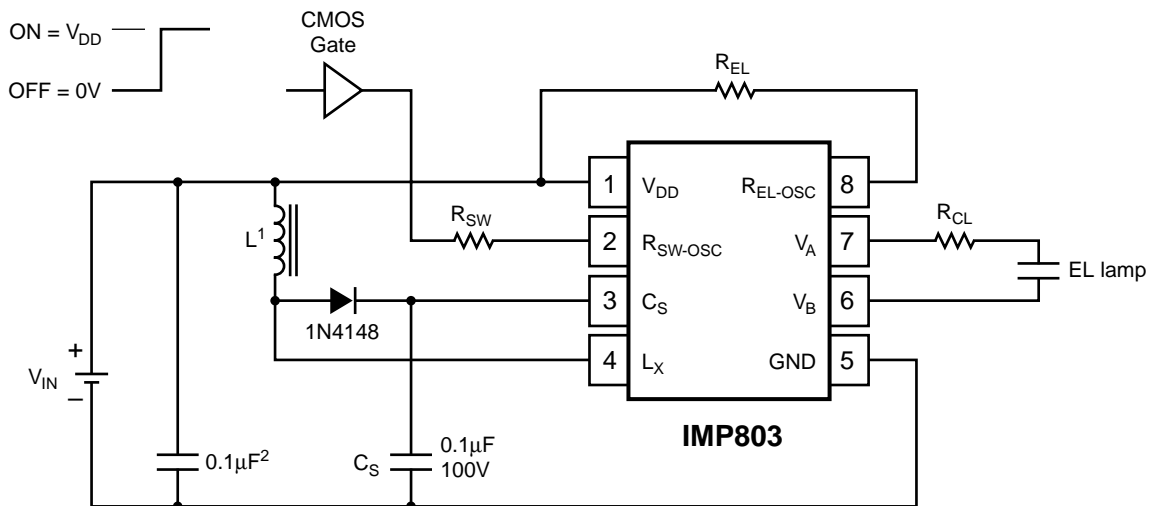 ON = VDD
OFF = 0V
CMOS
Gate
REL
1 VDD
REL-OSC 8
RSW
2 RSW-OSC
VA 7
RCL
L¹
EL lamp
3 CS
VB 6
1N4148
4 LX
GND 5
+
VIN
–
IMP803
0.1µF²
CS
0.1µF
100V